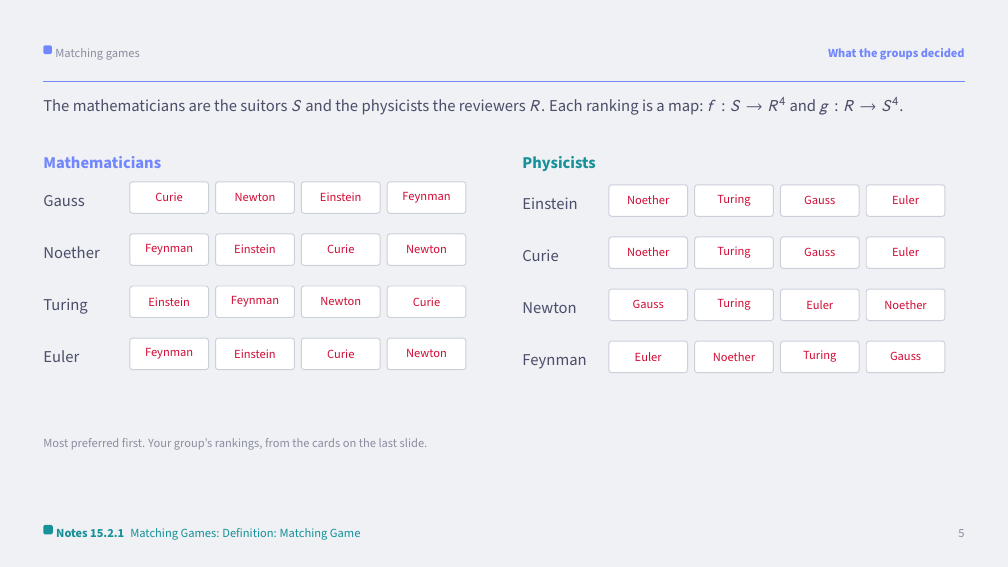 Matching games
What the groups decided
The mathematicians are the suitors S and the physicists the reviewers R. Each ranking is a map: f : S → R⁴ and g : R → S⁴.
Mathematicians
Gauss Curie Newton Einstein Feynman
Noether Feynman Einstein Curie Newton
Turing Einstein Feynman Newton Curie
Euler Feynman Einstein Curie Newton
Physicists
Einstein Noether Turing Gauss Euler
Curie Noether Turing Gauss Euler
Newton Gauss Turing Euler Noether
Feynman Euler Noether Turing Gauss
Most preferred first. Your group's rankings, from the cards on the last slide.
Notes 15.2.1 Matching Games: Definition: Matching Game
5